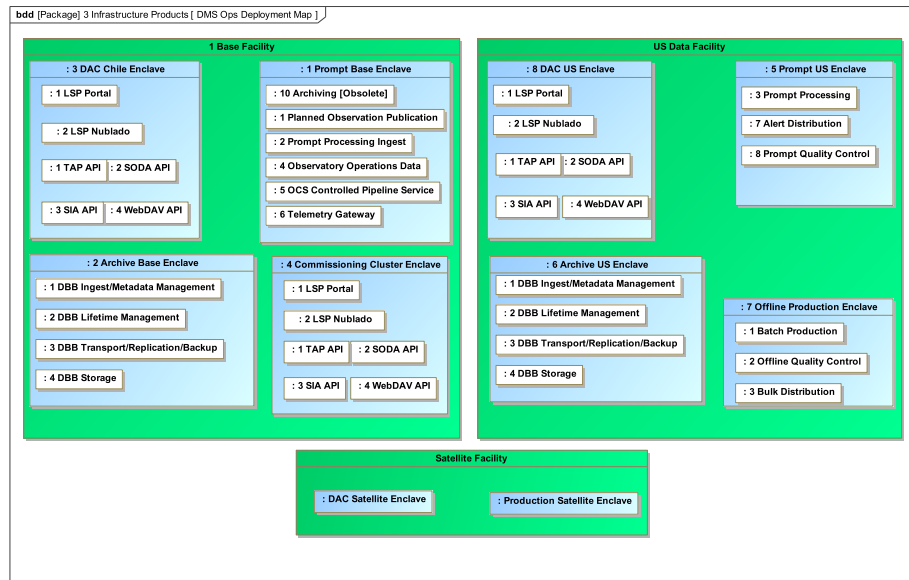 bdd [Package] 3 Infrastructure Products [ DMS Ops Deployment Map ]
1 Base Facility
: 3 DAC Chile Enclave
: 1 LSP Portal
: 2 LSP Nublado
: 1 TAP API : 2 SODA API
: 3 SIA API : 4 WebDAV API
: 1 Prompt Base Enclave
: 10 Archiving [Obsolete]
: 1 Planned Observation Publication
: 2 Prompt Processing Ingest
: 4 Observatory Operations Data
: 5 OCS Controlled Pipeline Service
: 6 Telemetry Gateway
: 2 Archive Base Enclave
: 1 DBB Ingest/Metadata Management
: 2 DBB Lifetime Management
: 3 DBB Transport/Replication/Backup
: 4 DBB Storage
: 4 Commissioning Cluster Enclave
: 1 LSP Portal
: 2 LSP Nublado
: 1 TAP API : 2 SODA API
: 3 SIA API : 4 WebDAV API
US Data Facility
: 8 DAC US Enclave
: 1 LSP Portal
: 2 LSP Nublado
: 1 TAP API : 2 SODA API
: 3 SIA API : 4 WebDAV API
: 5 Prompt US Enclave
: 3 Prompt Processing
: 7 Alert Distribution
: 8 Prompt Quality Control
: 6 Archive US Enclave
: 1 DBB Ingest/Metadata Management
: 2 DBB Lifetime Management
: 3 DBB Transport/Replication/Backup
: 4 DBB Storage
: 7 Offline Production Enclave
: 1 Batch Production
: 2 Offline Quality Control
: 3 Bulk Distribution
Satellite Facility
: DAC Satellite Enclave
: Production Satellite Enclave